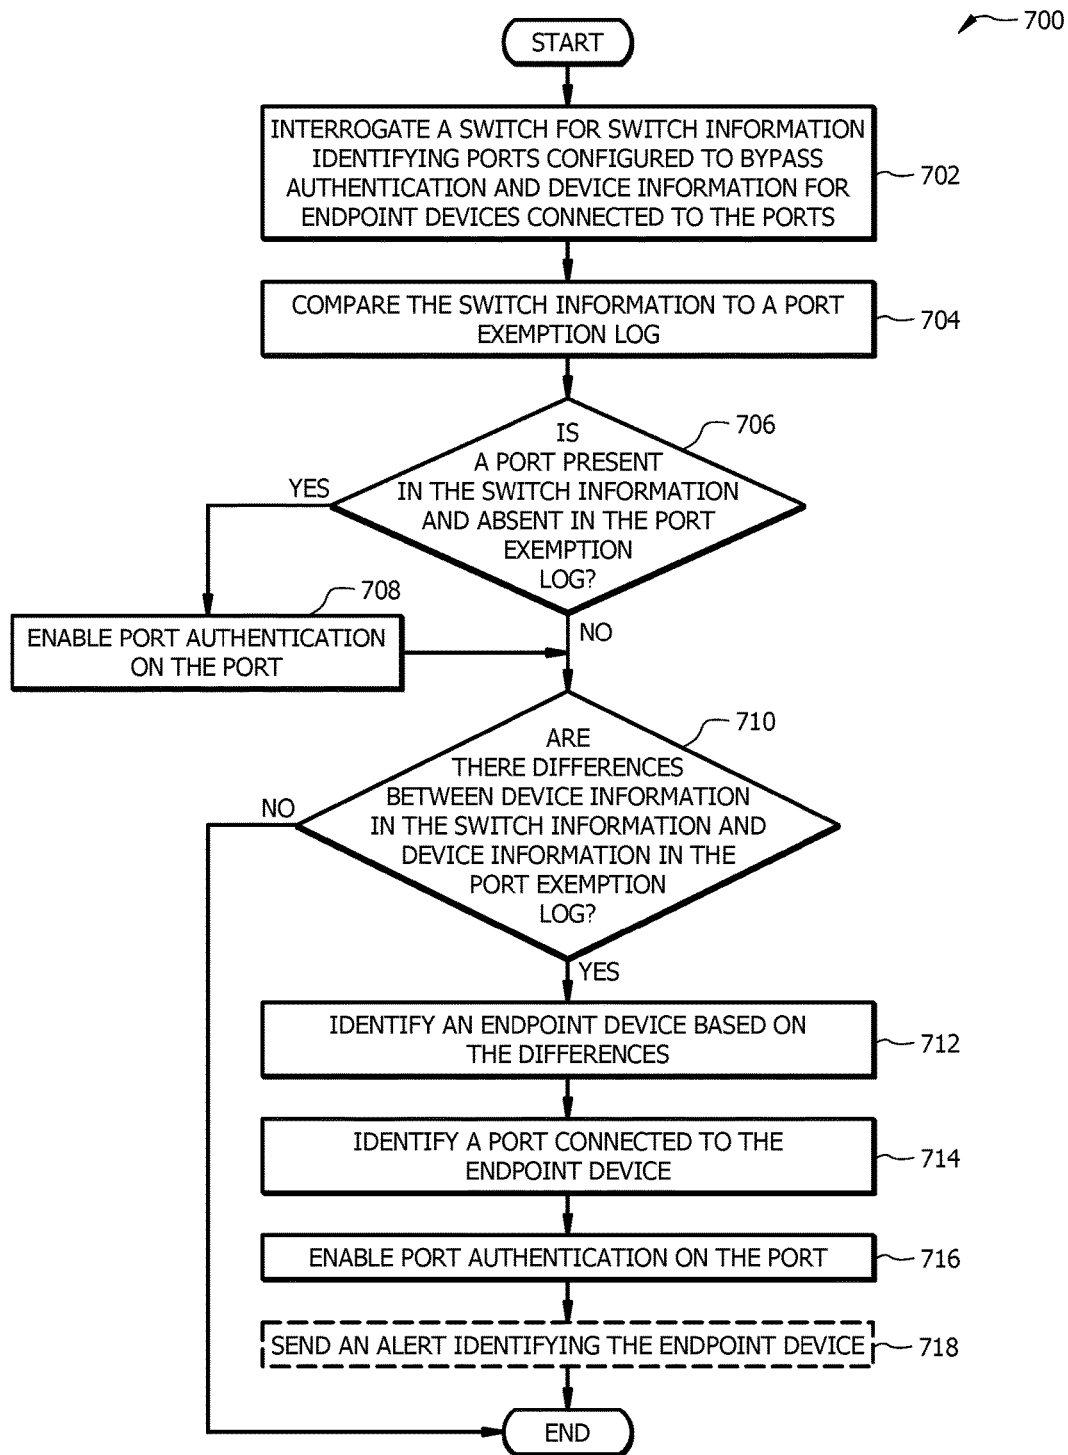 700
START
INTERROGATE A SWITCH FOR SWITCH INFORMATION
IDENTIFYING PORTS CONFIGURED TO BYPASS
AUTHENTICATION AND DEVICE INFORMATION FOR
ENDPOINT DEVICES CONNECTED TO THE PORTS
702
COMPARE THE SWITCH INFORMATION TO A PORT
EXEMPTION LOG
704
IS
A PORT PRESENT
IN THE SWITCH INFORMATION
AND ABSENT IN THE PORT
EXEMPTION
LOG?
706
YES
NO
ENABLE PORT AUTHENTICATION
ON THE PORT
708
ARE
THERE DIFFERENCES
BETWEEN DEVICE INFORMATION
IN THE SWITCH INFORMATION AND
DEVICE INFORMATION IN THE
PORT EXEMPTION
LOG?
710
NO
YES
IDENTIFY AN ENDPOINT DEVICE BASED ON
THE DIFFERENCES
712
IDENTIFY A PORT CONNECTED TO THE
ENDPOINT DEVICE
714
ENABLE PORT AUTHENTICATION ON THE PORT
716
SEND AN ALERT IDENTIFYING THE ENDPOINT DEVICE
718
END